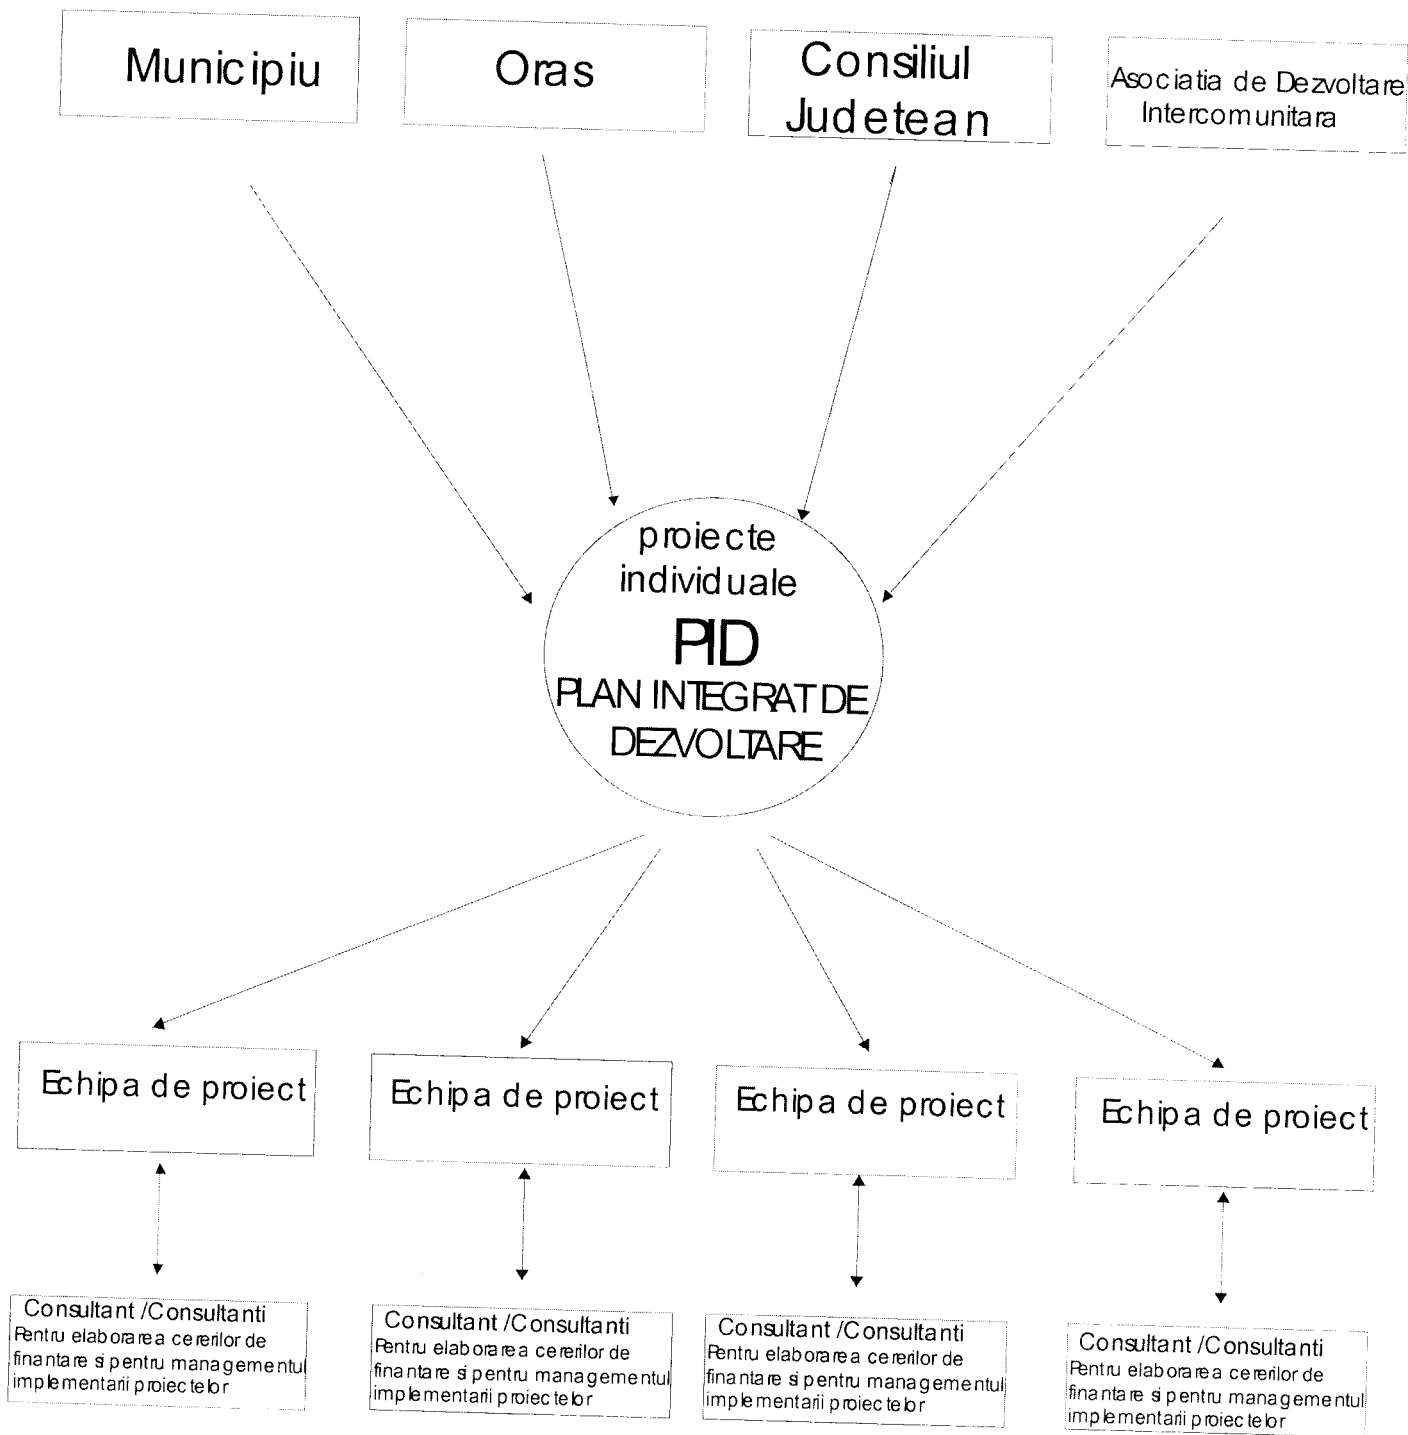 Municipiu
Oras
Consiliul
Judetean
Asociatia de Dezvoltare
Intercomunitara
proiecte
individuale
PID
PLAN INTEGRAT DE
DEZVOLTARE
Echipa de proiect
Echipa de proiect
Echipa de proiect
Echipa de proiect
Consultant /Consultanti
Pentru elaborarea cererilor de
finantare si pentru managementul
implementarii proiectelor
Consultant /Consultanti
Pentru elaborarea cererilor de
finantare si pentru managementul
implementarii proiectelor
Consultant /Consultanti
Pentru elaborarea cererilor de
finantare si pentru managementul
implementarii proiectelor
Consultant /Consultanti
Pentru elaborarea cererilor de
finantare si pentru managementul
implementarii proiectelor